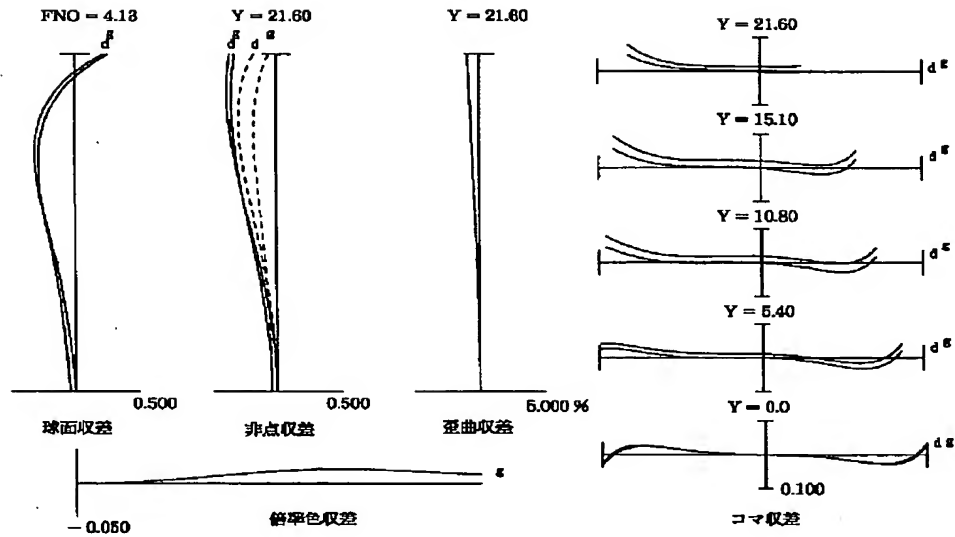 FNO = 4.13
d g
0.500
球面収差
Y = 21.60
d g d g
0.500
非点収差
Y = 21.60
5.000 %
歪曲収差
g
－0.050
倍率色収差
Y = 21.60
d g
Y = 15.10
d g
Y = 10.80
d g
Y = 5.40
d g
Y = 0.0
d g
0.100
コマ収差